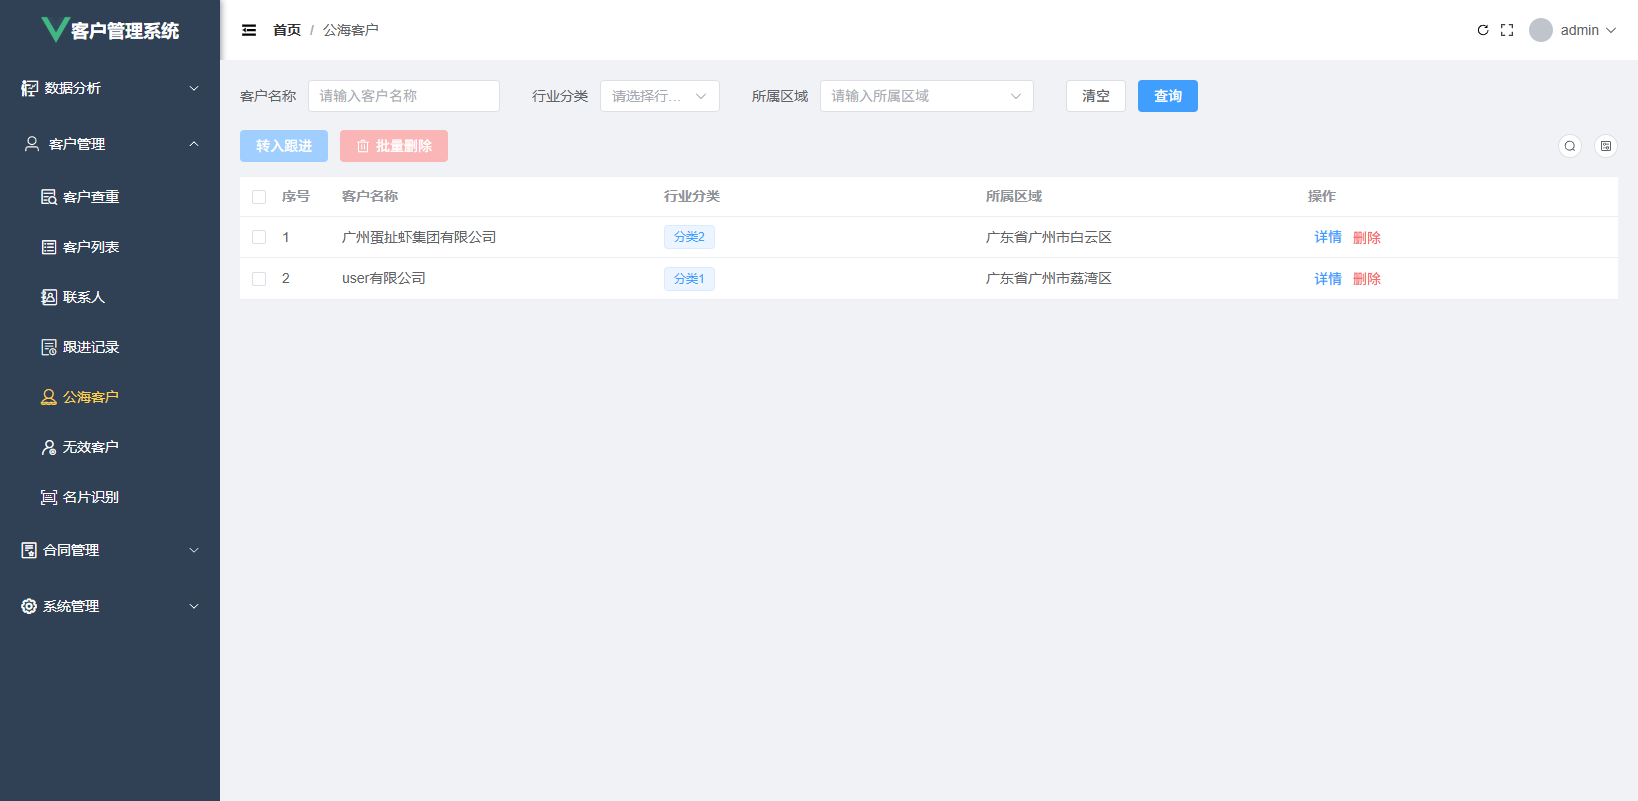 客户管理系统
首页 / 公海客户
admin
数据分析
客户管理
客户查重
客户列表
联系人
跟进记录
公海客户
无效客户
名片识别
合同管理
系统管理
客户名称 请输入客户名称 行业分类 请选择行... 所属区域 请输入所属区域 清空 查询
转入跟进 批量删除
序号 客户名称 行业分类 所属区域 操作
1 广州蛋扯虾集团有限公司 分类2 广东省广州市白云区 详情 删除
2 user有限公司 分类1 广东省广州市荔湾区 详情 删除